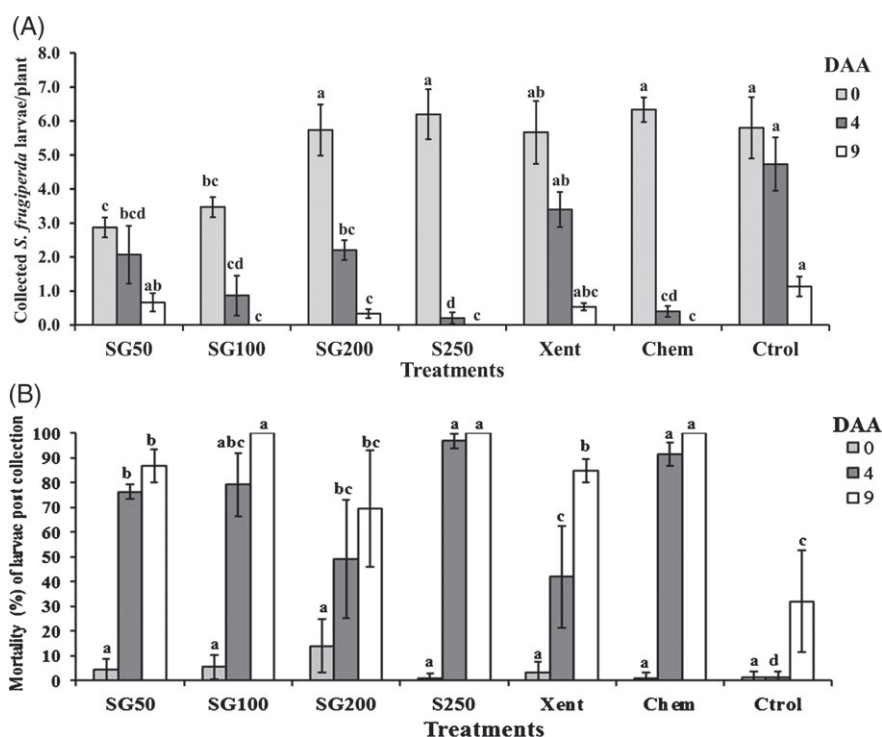 (A)
Collected S. frugiperda larvae/plant
8.0
7.0
6.0
5.0
4.0
3.0
2.0
1.0
0.0
c bcd ab
bc cd c
a bc c
a d c
ab ab abc
a cd c
a a a
DAA
0
4
9
SG50 SG100 SG200 S250 Xent Chem Ctrol
Treatments
(B)
Mortality (%) of larvae post collection
100
90
80
70
60
50
40
30
20
10
0
a b b
a abc a
a bc bc
a a a
a c b
a a a
a d c
DAA
0
4
9
SG50 SG100 SG200 S250 Xent Chem Ctrol
Treatments